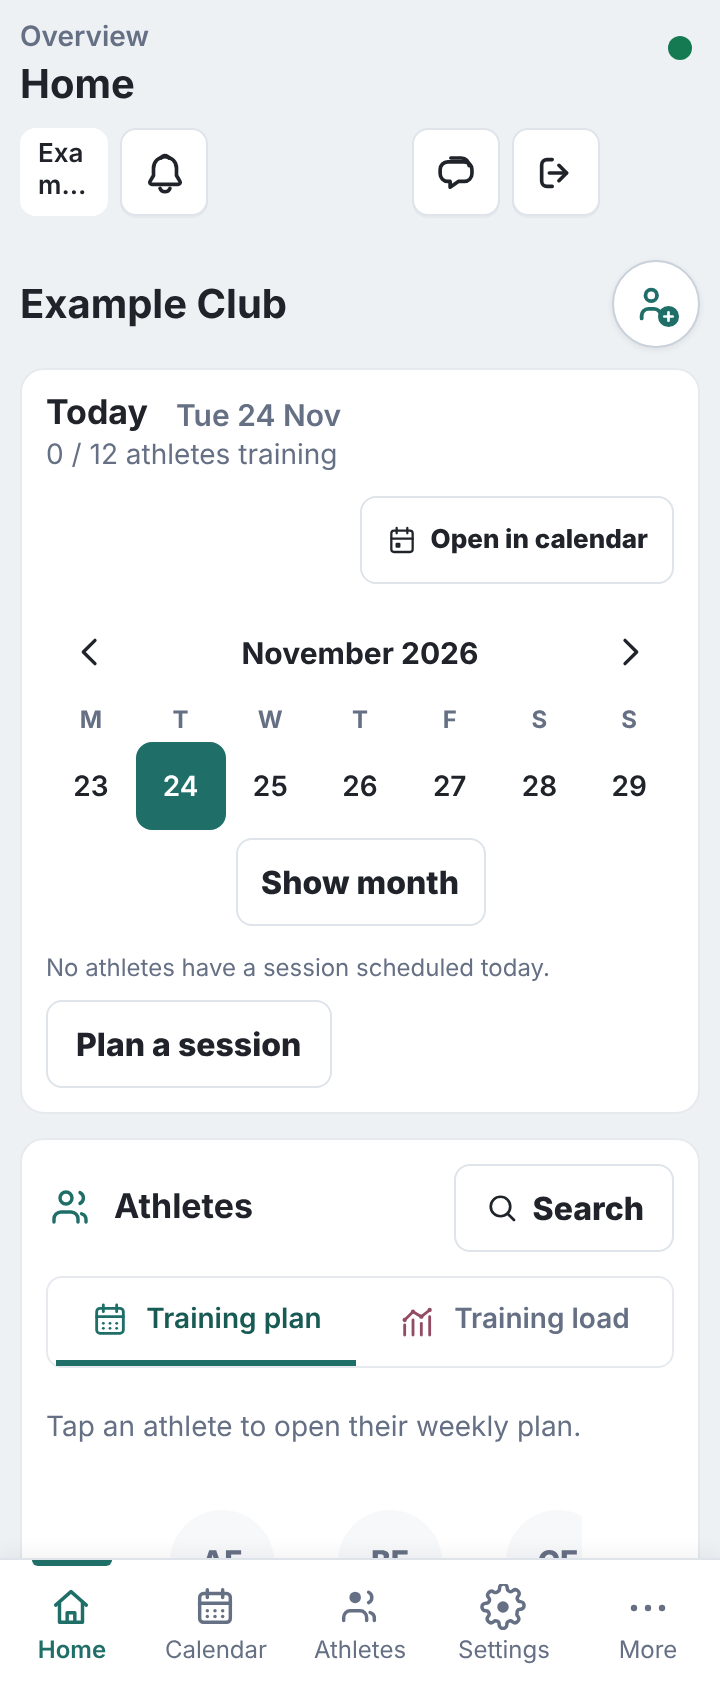 Overview
Home
Exa
m...
Example Club
Today Tue 24 Nov
0 / 12 athletes training
Open in calendar
November 2026
M T W T F S S
23 24 25 26 27 28 29
Show month
No athletes have a session scheduled today.
Plan a session
Athletes
Search
Training plan Training load
Tap an athlete to open their weekly plan.
Home Calendar Athletes Settings More